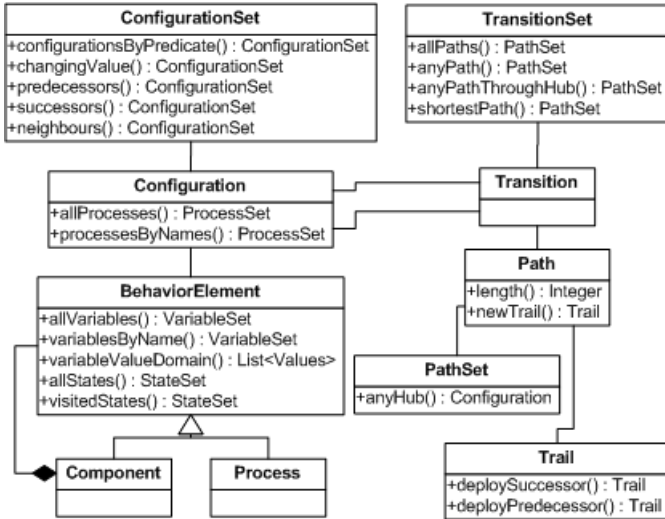 ConfigurationSet
+configurationsByPredicate() : ConfigurationSet
+changingValue() : ConfigurationSet
+predecessors() : ConfigurationSet
+successors() : ConfigurationSet
+neighbours() : ConfigurationSet
TransitionSet
+allPaths() : PathSet
+anyPath() : PathSet
+anyPathThroughHub() : PathSet
+shortestPath() : PathSet
Configuration
+allProcesses() : ProcessSet
+processesByNames() : ProcessSet
Transition
BehaviorElement
+allVariables() : VariableSet
+variablesByName() : VariableSet
+variableValueDomain() : List<Values>
+allStates() : StateSet
+visitedStates() : StateSet
Path
+length() : Integer
+newTrail() : Trail
PathSet
+anyHub() : Configuration
Component
Process
Trail
+deploySuccessor() : Trail
+deployPredecessor() : Trail